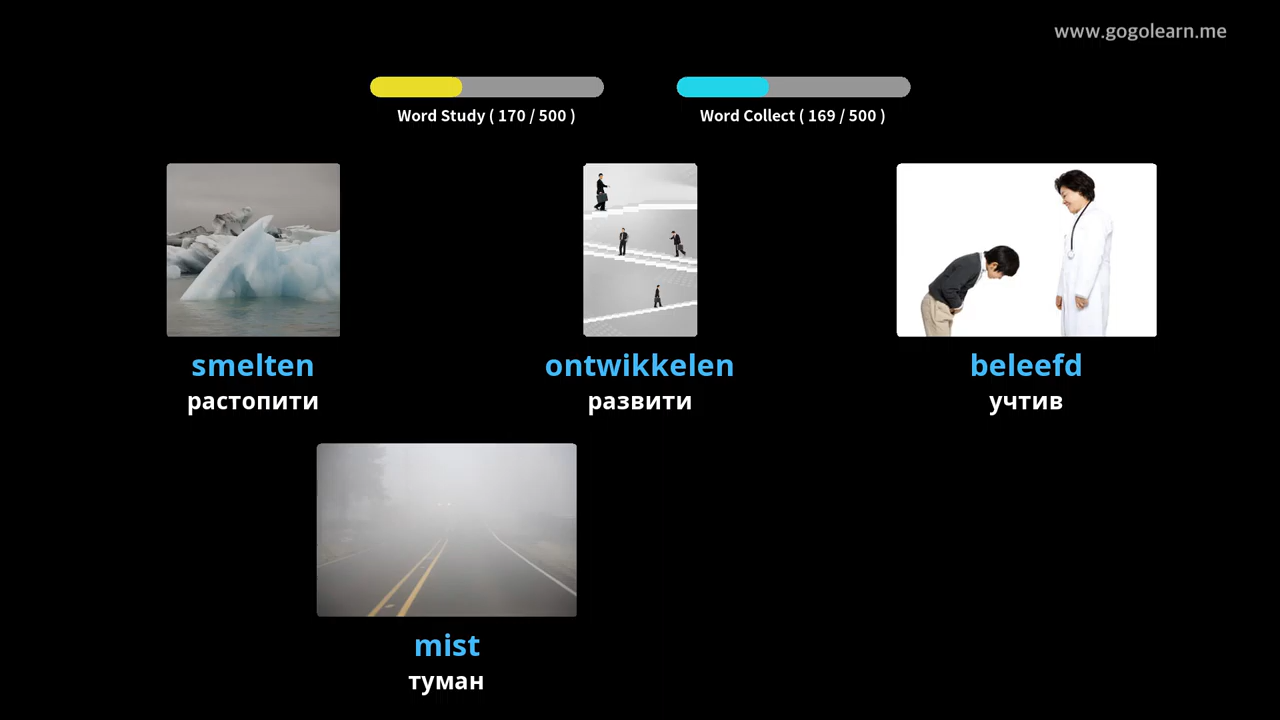 www.gogolearn.me
Word Study ( 170 / 500 )
Word Collect ( 169 / 500 )
smelten
растопити
ontwikkelen
развити
beleefd
учтив
mist
туман